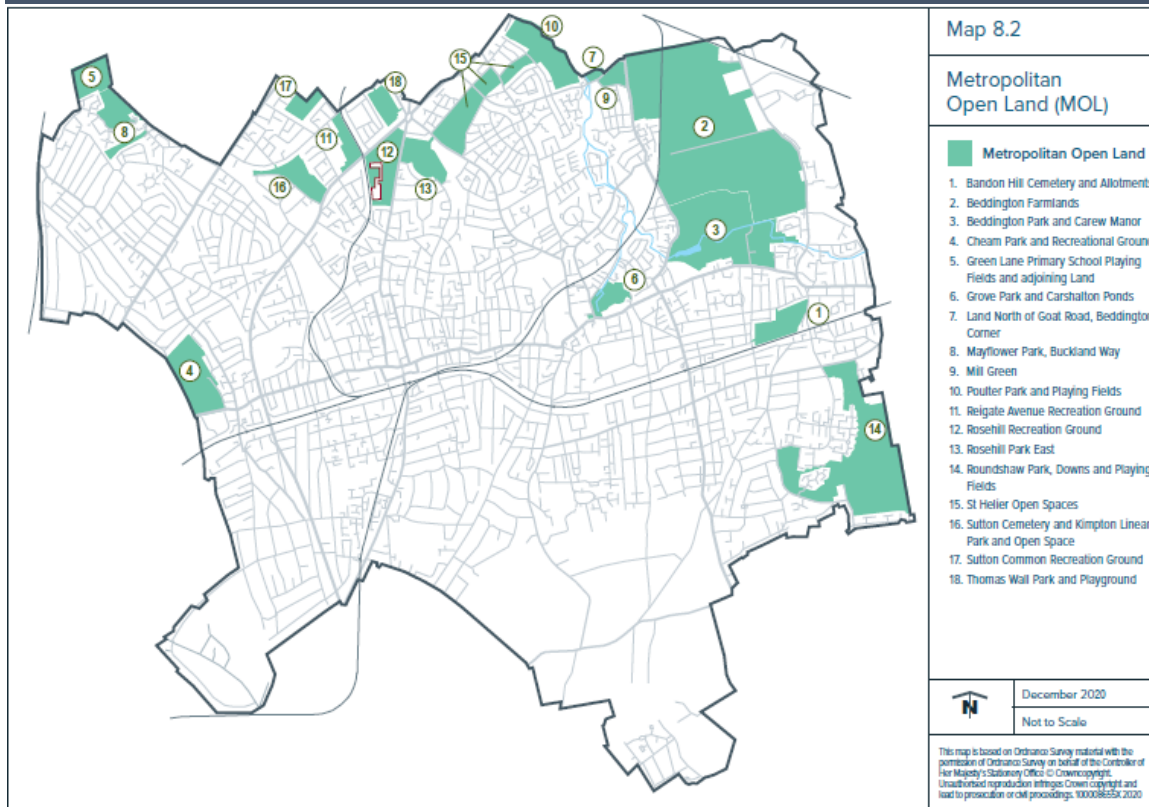 Map 8.2
Metropolitan
Open Land (MOL)
Metropolitan Open Land
1. Bandon Hill Cemetery and Allotments
2. Beddington Farmlands
3. Beddington Park and Carew Manor
4. Cheam Park and Recreational Ground
5. Green Lane Primary School Playing
Fields and adjoining Land
6. Grove Park and Carshalton Ponds
7. Land North of Goat Road, Beddington
Corner
8. Mayflower Park, Buckland Way
9. Mill Green
10. Poulter Park and Playing Fields
11. Reigate Avenue Recreation Ground
12. Rosehill Recreation Ground
13. Rosehill Park East
14. Roundshaw Park, Downs and Playing
Fields
15. St Helier Open Spaces
16. Sutton Cemetery and Kimpton Linear
Park and Open Space
17. Sutton Common Recreation Ground
18. Thomas Wall Park and Playground
N
December 2020
Not to Scale
This map is based on Ordnance Survey material with the
permission of Ordnance Survey on behalf of the Controller of
Her Majesty's Stationery Office © Crown copyright.
Unauthorised reproduction infringes Crown copyright and
lead to prosecution or civil proceedings. 2020
10
5
15
7
17
18
9
8
11
2
12
16
13
3
6
1
4
14